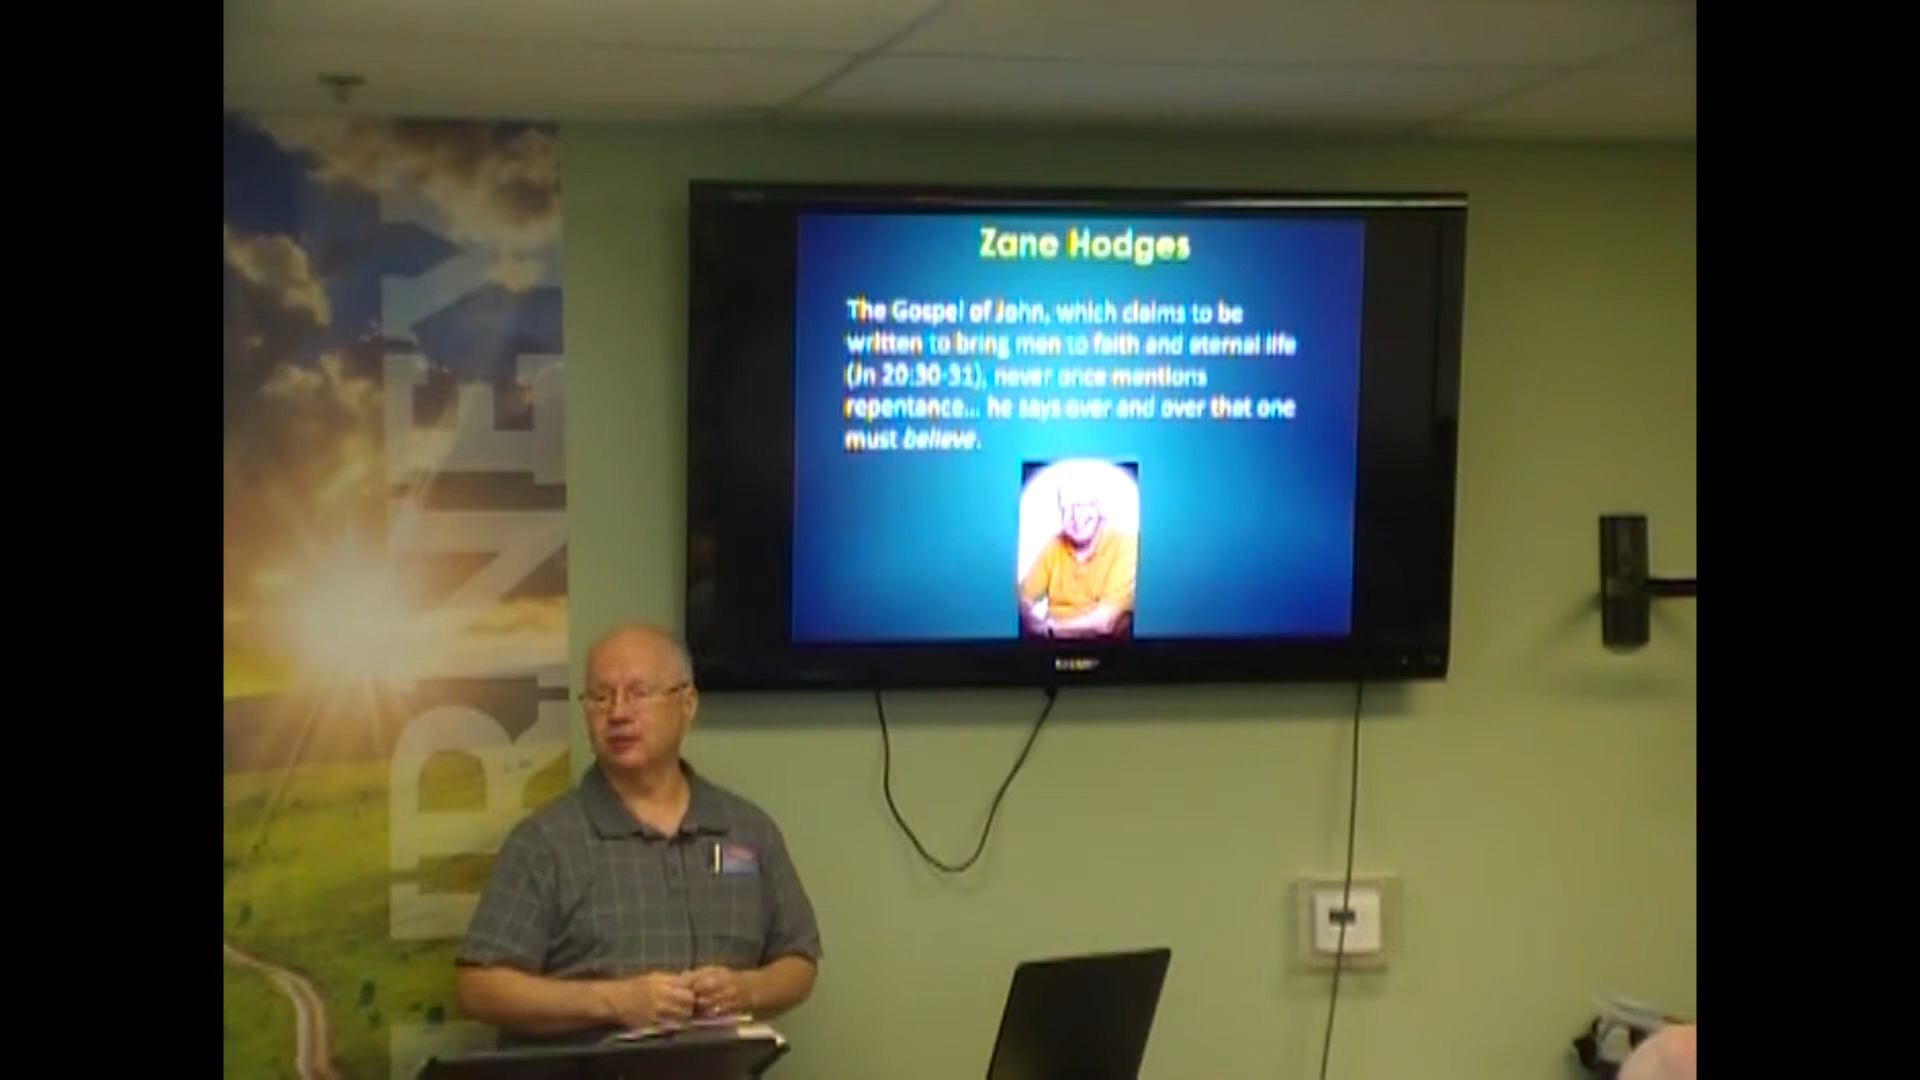 Zane Hodges
The Gospel of John, which claims to be
written to bring men to faith and eternal life
(Jn 20:30-31), never once mentions
repentance... he says over and over that one
must believe.